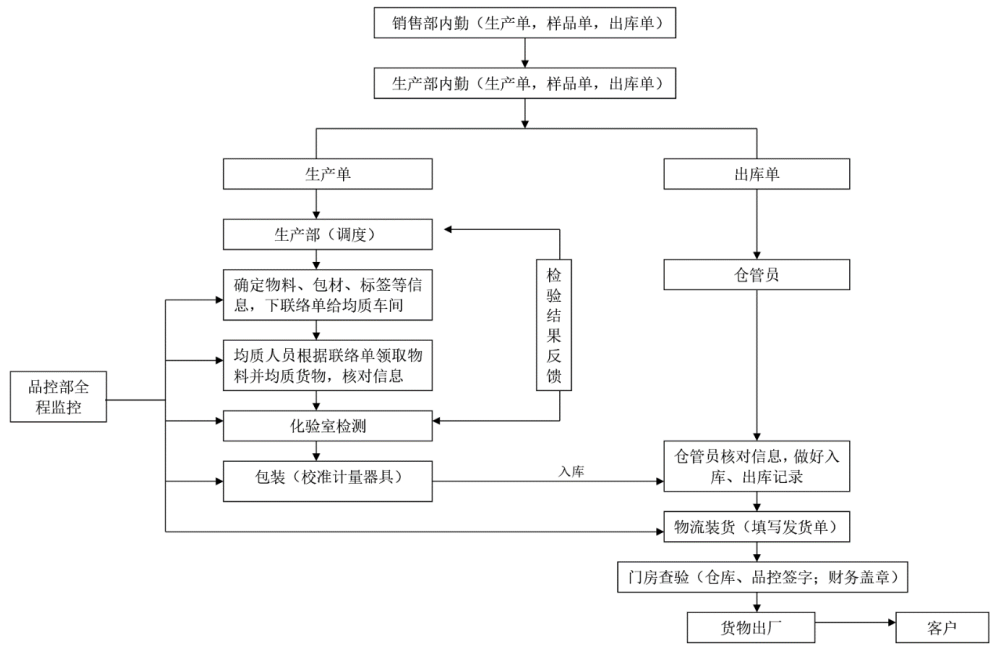 销售部内勤（生产单，样品单，出库单）
生产部内勤（生产单，样品单，出库单）
生产单
出库单
生产部（调度）
确定物料、包材、标签等信
息，下联络单给均质车间
检
验
结
果
反
馈
仓管员
均质人员根据联络单领取物
料并均质货物，核对信息
品控部全
程监控
化验室检测
包装（校准计量器具）
入库
仓管员核对信息，做好入
库、出库记录
物流装货（填写发货单）
门房查验（仓库、品控签字；财务盖章）
货物出厂
客户